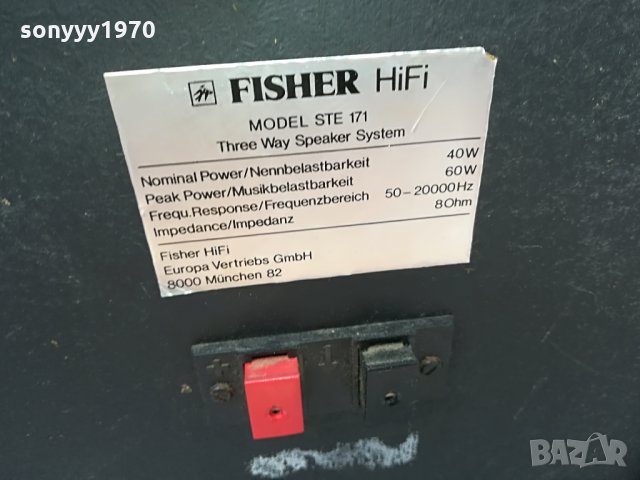 sonyyy1970
FISHER HiFi
MODEL STE 171
Three Way Speaker System
Nominal Power/Nennbelastbarkeit 40W
Peak Power/Musikbelastbarkeit 60W
Frequ.Response/Frequenzbereich 50-20000Hz
Impedance/Impedanz 8Ohm
Fisher HiFi
Europa Vertriebs GmbH
8000 München 82
+ -
BAZAR